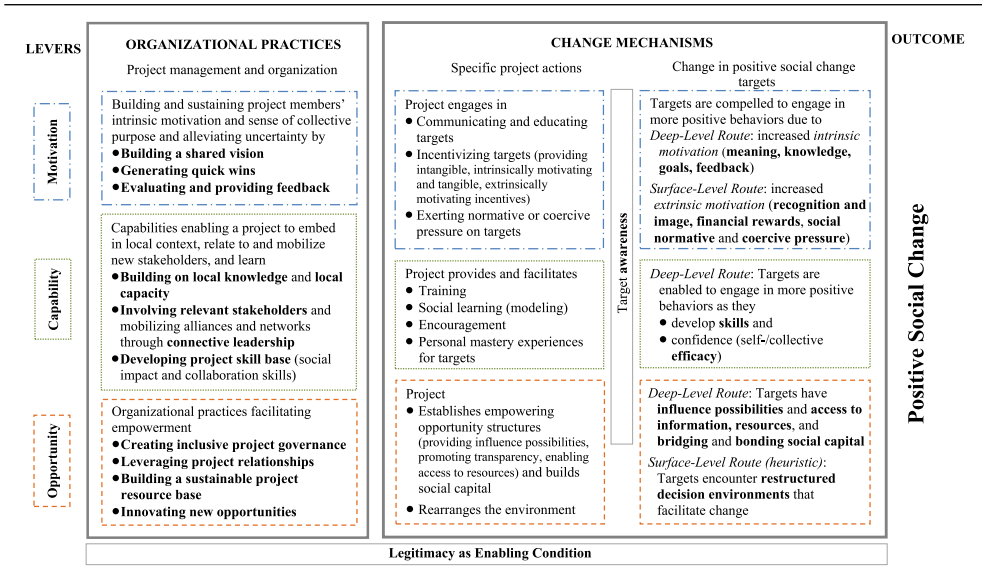 LEVERS
ORGANIZATIONAL PRACTICES
Project management and organization
CHANGE MECHANISMS
Specific project actions
Change in positive social change
targets
OUTCOME
Motivation
Building and sustaining project members’
intrinsic motivation and sense of collective
purpose and alleviating uncertainty by
●Building a shared vision
●Generating quick wins
●Evaluating and providing feedback
Project engages in
● Communicating and educating
targets
● Incentivizing targets (providing
intangible, intrinsically motivating
and tangible, extrinsically
motivating incentives)
● Exerting normative or coercive
pressure on targets
Targets are compelled to engage in
more positive behaviors due to
Deep-Level Route: increased intrinsic
motivation (meaning, knowledge,
goals, feedback)
Surface-Level Route: increased
extrinsic motivation (recognition and
image, financial rewards, social
normative and coercive pressure)
Capability
Capabilities enabling a project to embed
in local context, relate to and mobilize
new stakeholders, and learn
●Building on local knowledge and local
capacity
●Involving relevant stakeholders and
mobilizing alliances and networks
through connective leadership
●Developing project skill base (social
impact and collaboration skills)
Project provides and facilitates
● Training
● Social learning (modeling)
● Encouragement
● Personal mastery experiences
for targets
Target awareness
Deep-Level Route: Targets are
enabled to engage in more positive
behaviors as they
● develop skills and
● confidence (self-/collective
efficacy)
Opportunity
Organizational practices facilitating
empowerment
●Creating inclusive project governance
●Leveraging project relationships
●Building a sustainable project
resource base
●Innovating new opportunities
Project
● Establishes empowering
opportunity structures
(providing influence possibilities,
promoting transparency, enabling
access to resources) and builds
social capital
● Rearranges the environment
Deep-Level Route: Targets have
influence possibilities and access to
information, resources, and
bridging and bonding social capital
Surface-Level Route (heuristic):
Targets encounter restructured
decision environments that
facilitate change
Positive Social Change
Legitimacy as Enabling Condition